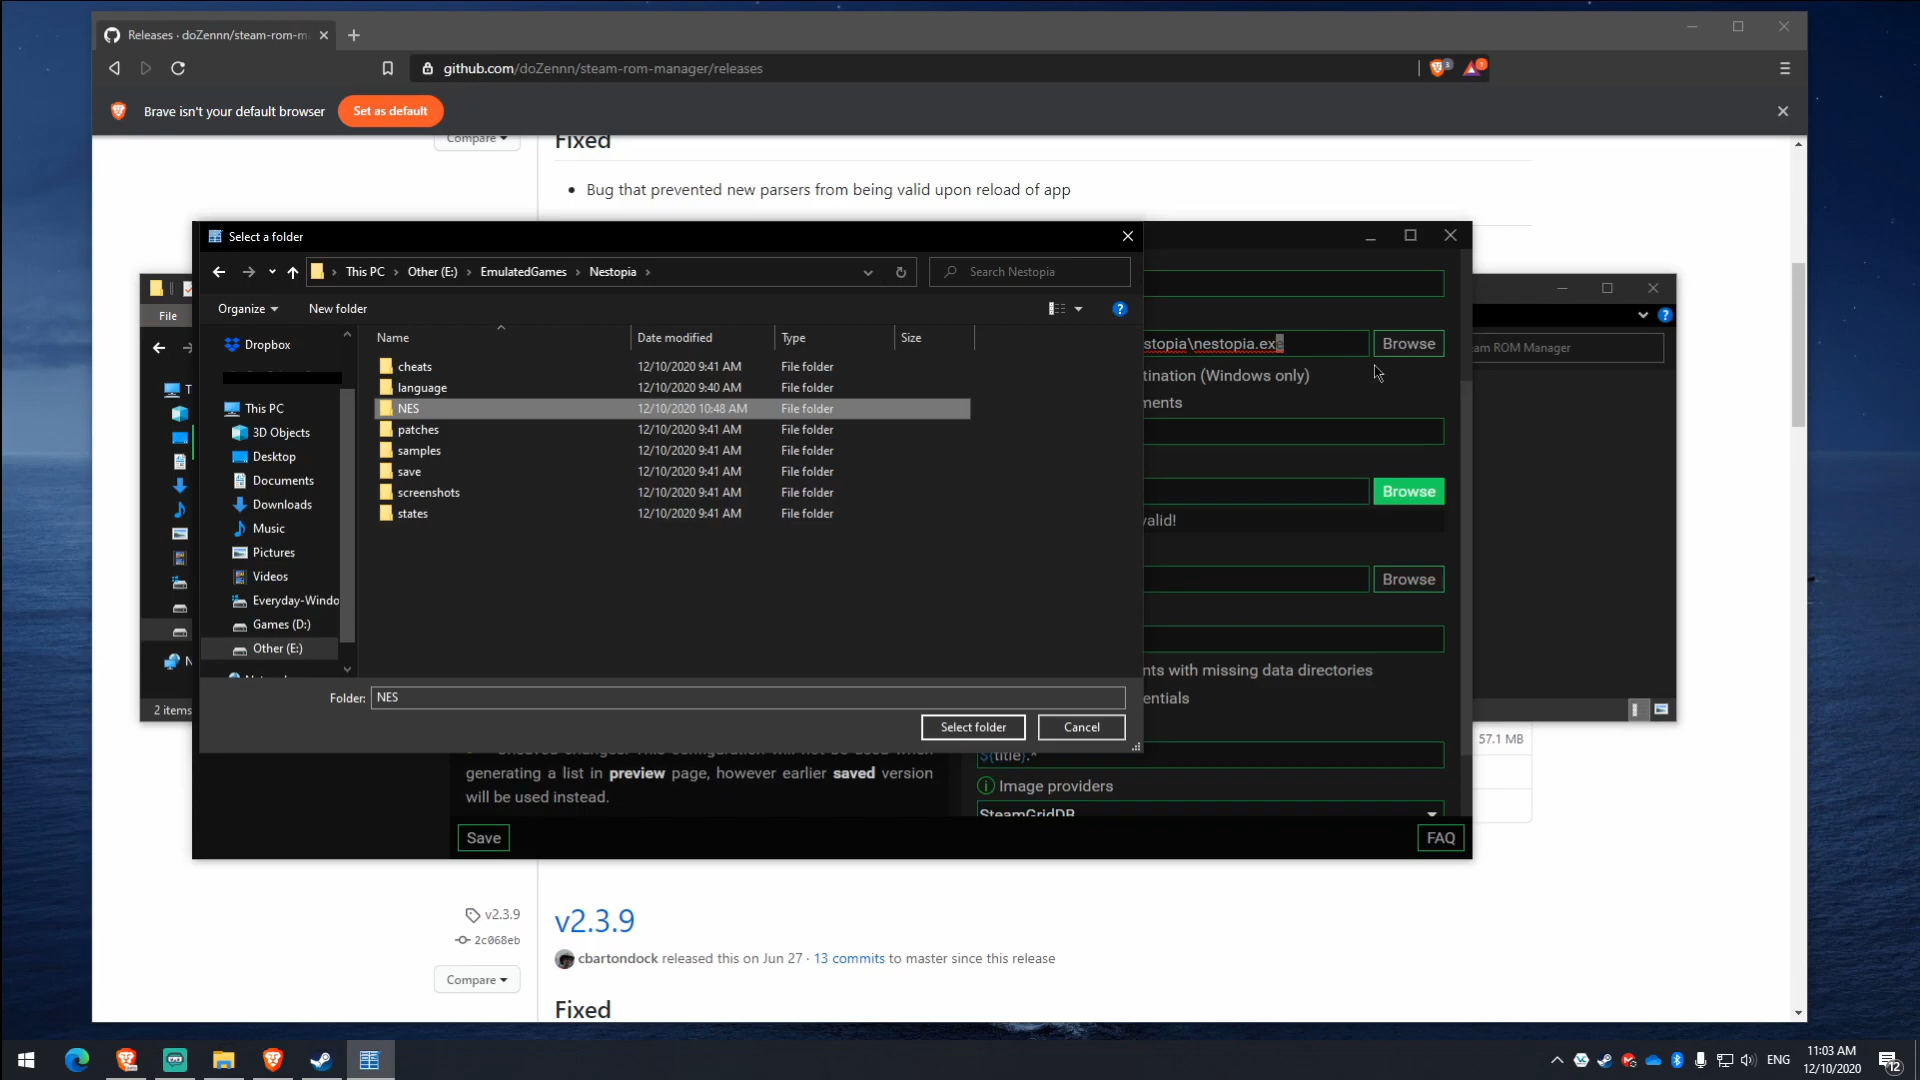 Releases · doZennn/steam-rom-m
github.com/doZennn/steam-rom-manager/releases
3
1
Brave isn't your default browser
Set as default
Compare
Fixed
Bug that prevented new parsers from being valid upon reload of app
Select a folder
This PC
Other (E:)
EmulatedGames
Nestopia
Search Nestopia
File
Organize
New folder
?
?
Name
Date modified
Type
Size
stopia\nestopia.exe
Browse
am ROM Manager
Dropbox
cheats
12/10/2020 9:41 AM
File folder
language
12/10/2020 9:40 AM
File folder
tination (Windows only)
This PC
NES
12/10/2020 10:48 AM
File folder
ments
3D Objects
patches
12/10/2020 9:41 AM
File folder
Desktop
samples
12/10/2020 9:41 AM
File folder
Documents
save
12/10/2020 9:41 AM
File folder
Downloads
screenshots
12/10/2020 9:41 AM
File folder
Browse
Music
states
12/10/2020 9:41 AM
File folder
valid!
Pictures
Videos
Browse
Everyday-Windo
Games (D:)
Other (E:)
N
nts with missing data directories
Folder:
NES
entials
2 items
Select folder
Cancel
57.1 MB
${title}.*
generating a list in preview page, however earlier saved version
will be used instead.
Image providers
SteamGridDB
Save
FAQ
v2.3.9
2c068eb
Compare
v2.3.9
cbartondock released this on Jun 27 · 13 commits to master since this release
Fixed
ENG
11:03 AM
12/10/2020
12